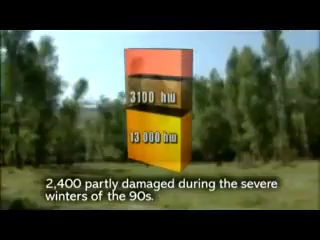 3100 hw
13 000 hw
2,400 partly damaged during the severe
winters of the 90s.